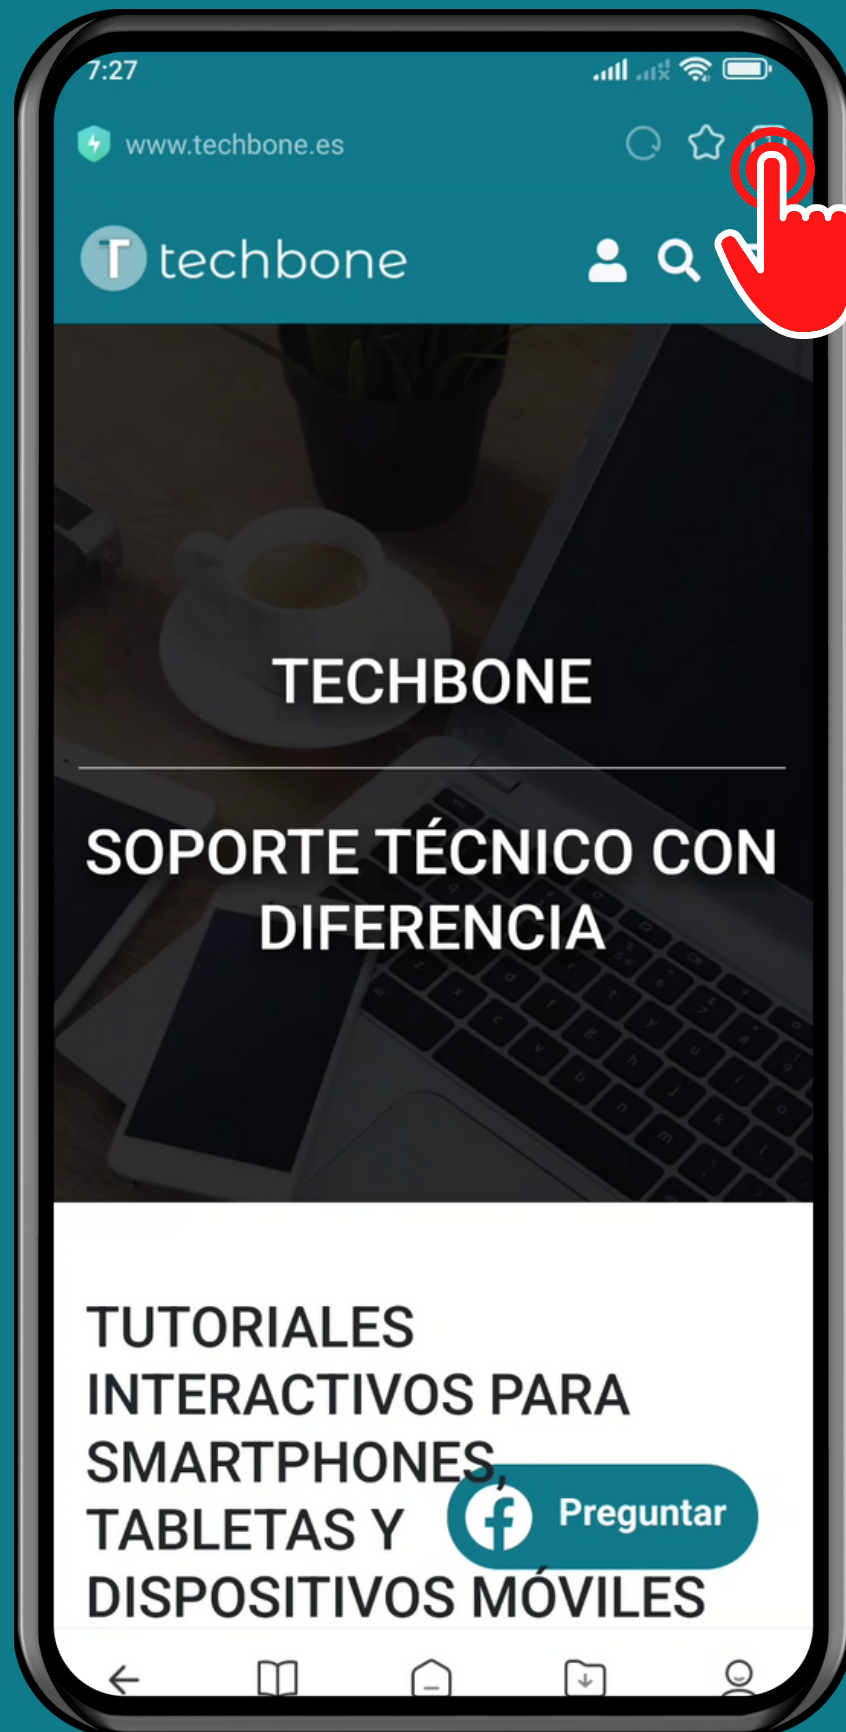 7:27
www.techbone.es
T techbone
TECHBONE
SOPORTE TÉCNICO CON
DIFERENCIA
TUTORIALES
INTERACTIVOS PARA
SMARTPHONES,
TABLETAS Y
Preguntar
DISPOSITIVOS MÓVILES